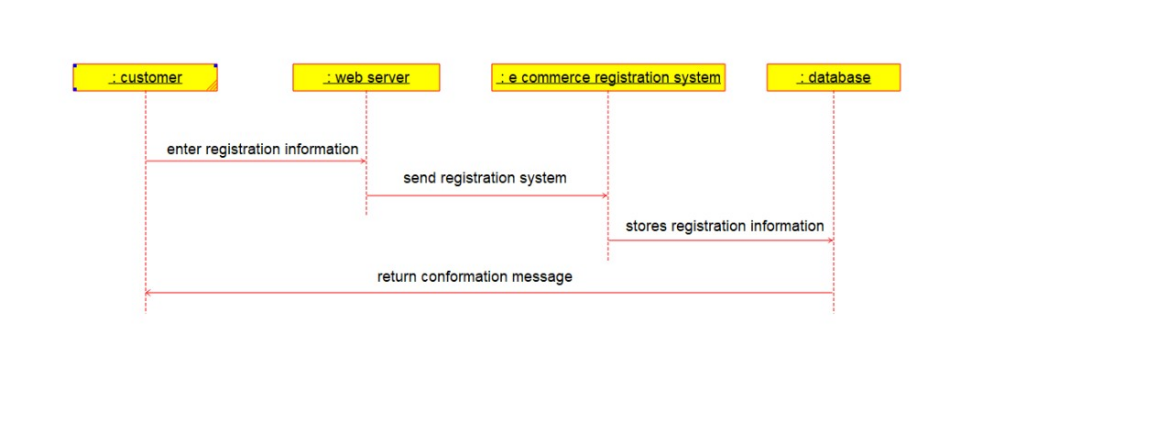 : customer
: web server
: e commerce registration system
: database
enter registration information
send registration system
stores registration information
return conformation message